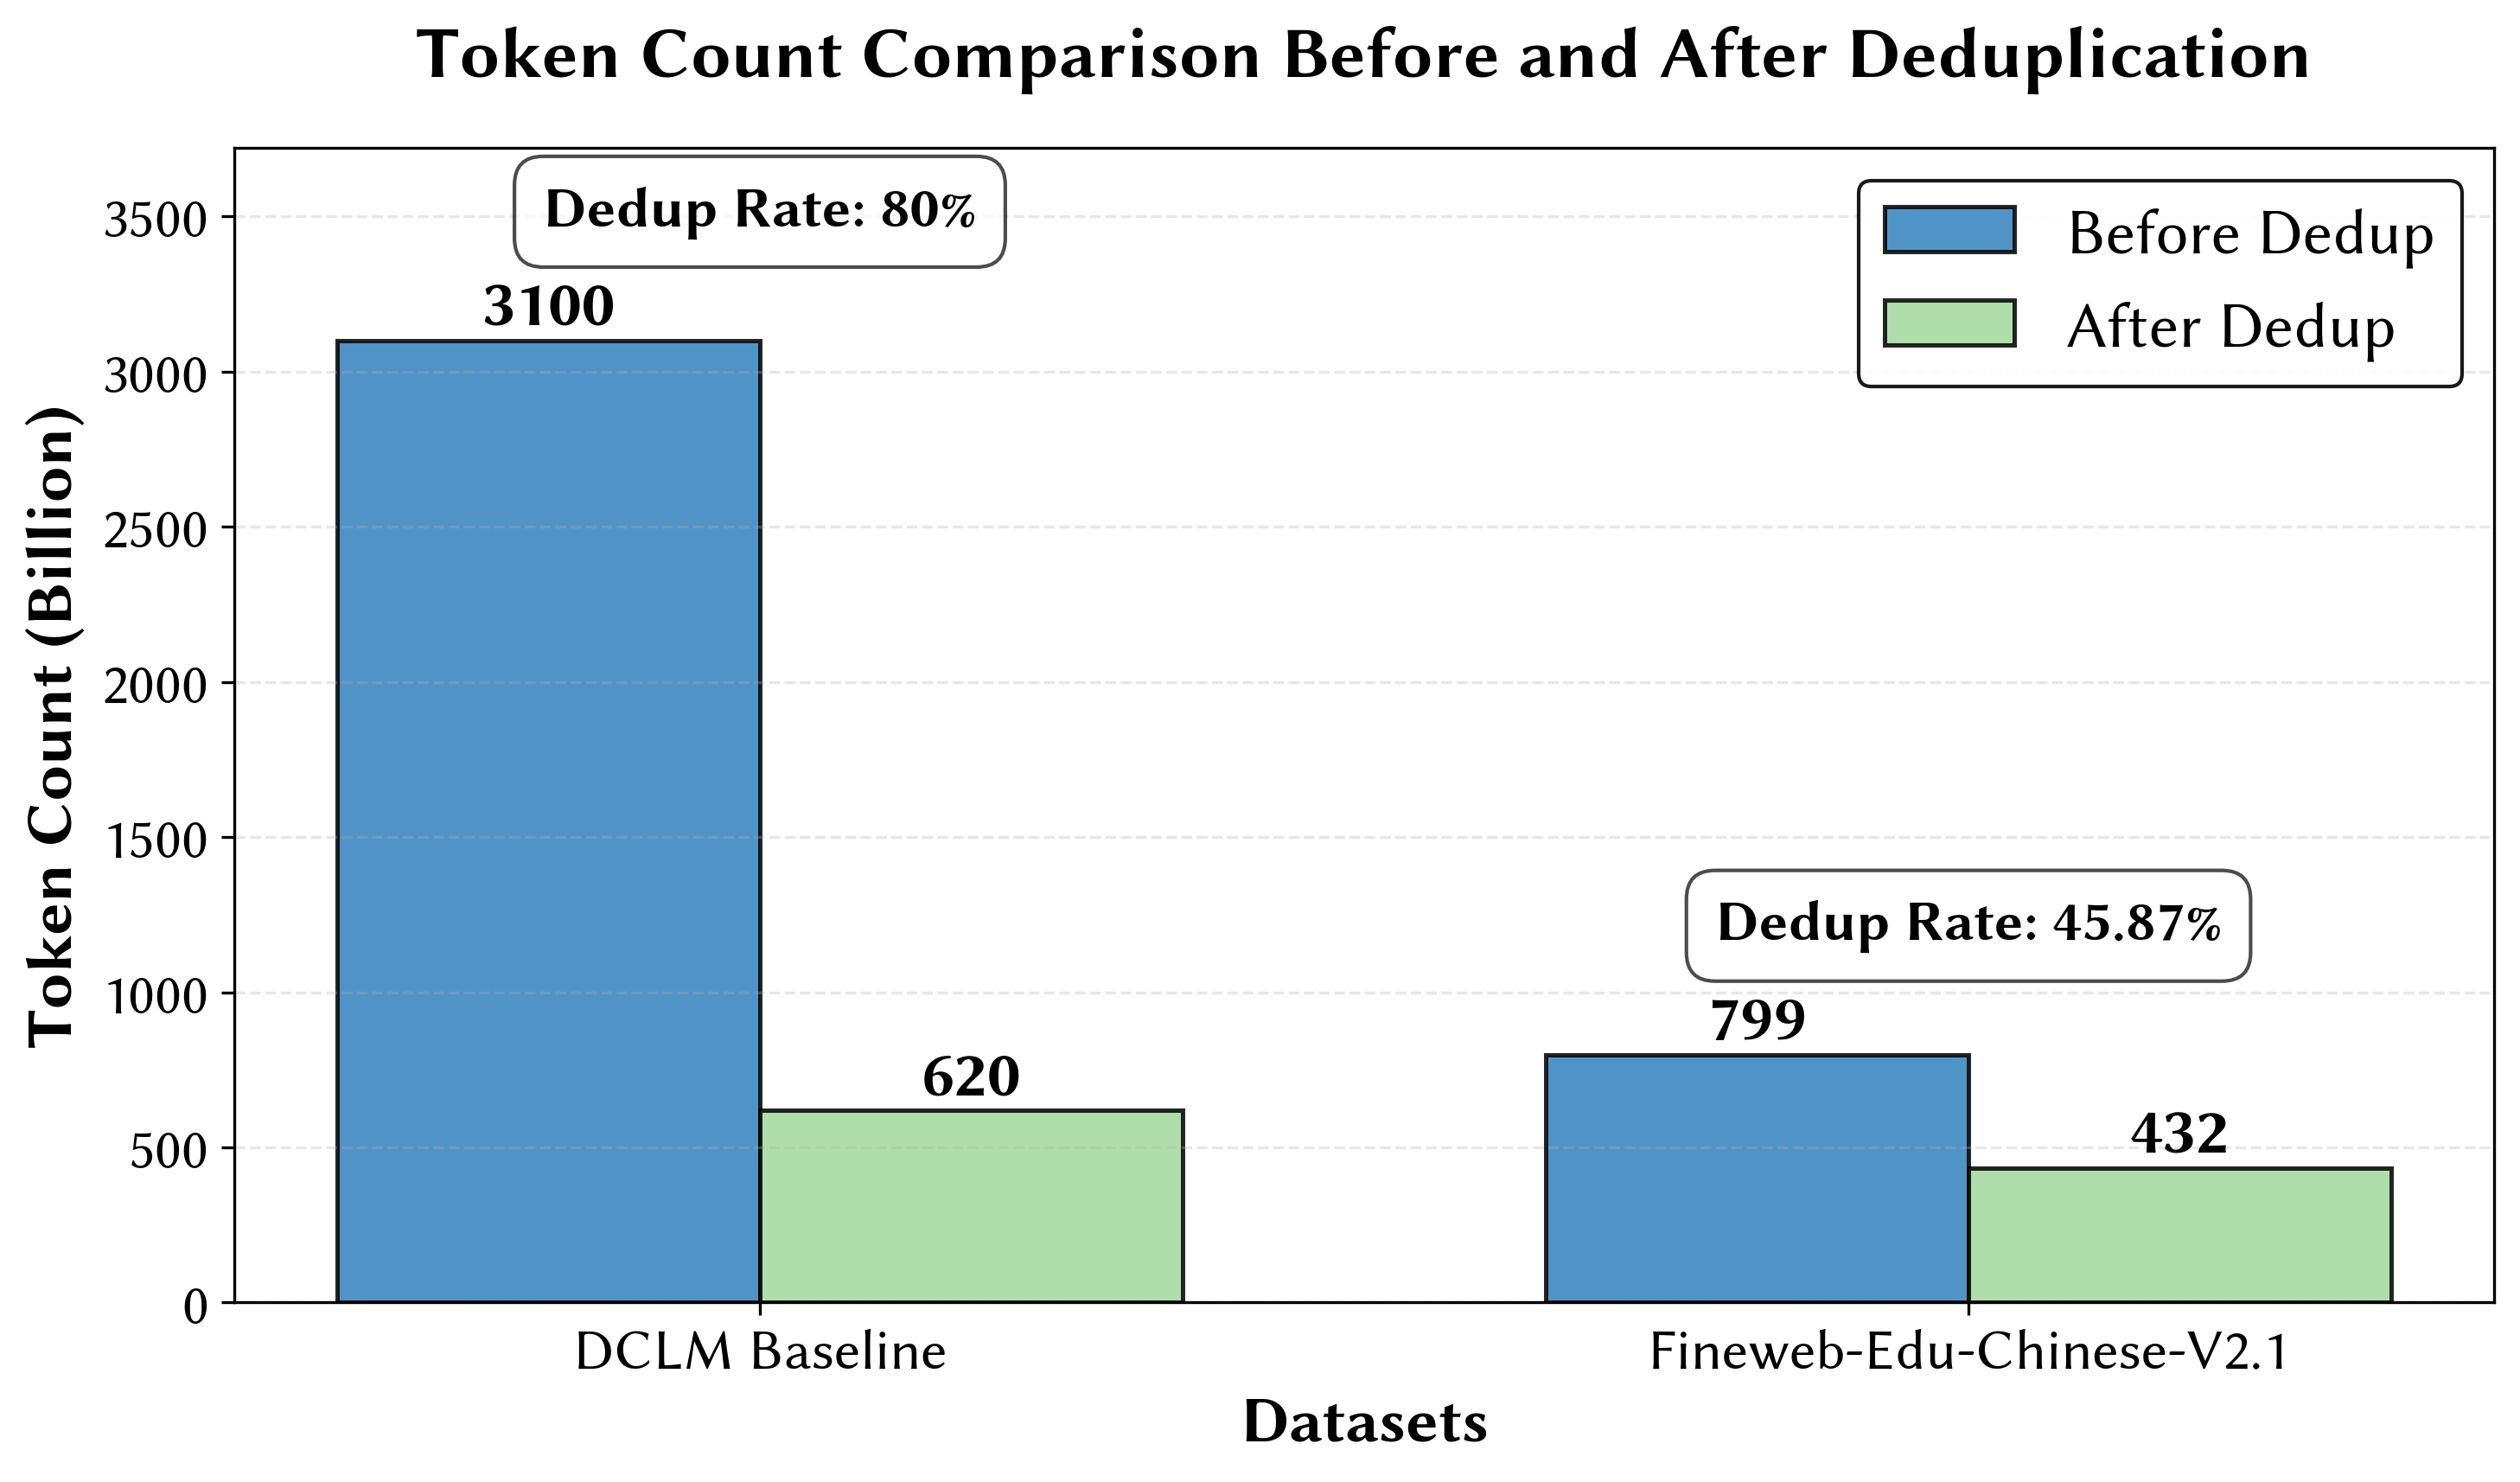 Token Count Comparison Before and After Deduplication
Dedup Rate: 80%
Before Dedup
After Dedup
3100
620
Dedup Rate: 45.87%
799
432
Token Count (Billion)
3500
3000
2500
2000
1500
1000
500
0
DCLM Baseline
Fineweb-Edu-Chinese-V2.1
Datasets